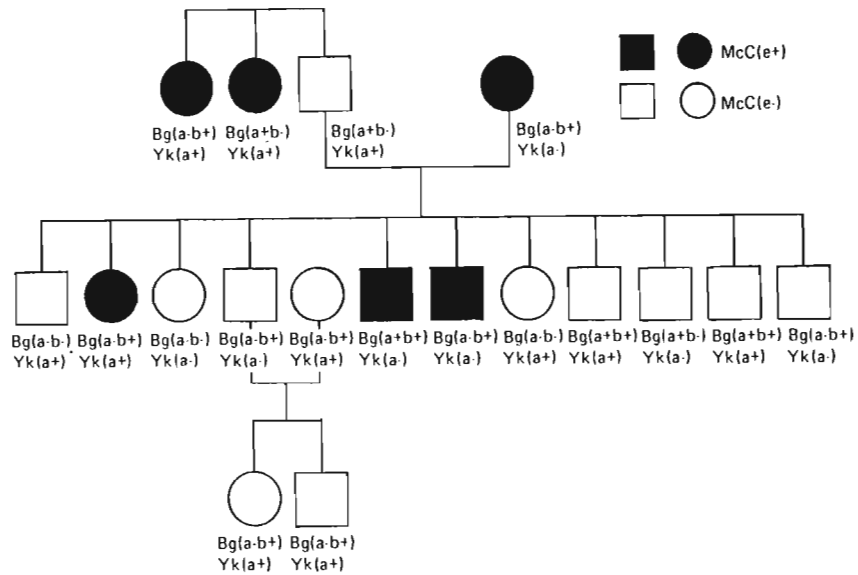 McC(e+)
McC(e·)
Bg(a·b+) Bg(a+b·) Bg(a+b·) Bg(a·b+)
Yk(a+) Yk(a+) Yk(a+) Yk(a·)
Bg(a·b·) Bg(a·b+) Bg(a·b·) Bg(a·b+) Bg(a·b+) Bg(a+b+) Bg(a·b+) Bg(a·b·) Bg(a+b+) Bg(a+b·) Bg(a+b+) Bg(a·b+)
Yk(a+) Yk(a+) Yk(a·) Yk(a·) Yk(a+) Yk(a·) Yk(a·) Yk(a+) Yk(a+) Yk(a·) Yk(a+) Yk(a·)
Bg(a·b+) Bg(a·b+)
Yk(a+) Yk(a+)